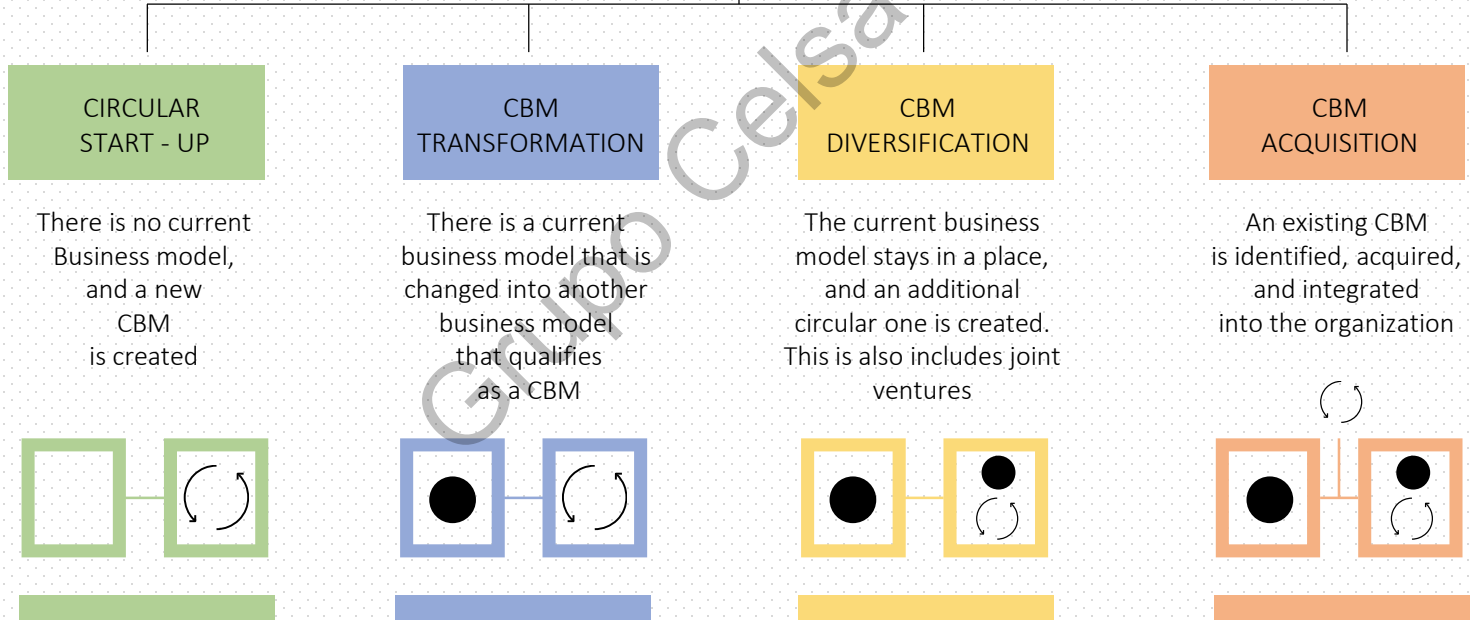 CIRCULAR
START - UP
There is no current
Business model,
and a new
CBM
is created
CBM
TRANSFORMATION
There is a current
business model that is
changed into another
business model
that qualifies
as a CBM
CBM
DIVERSIFICATION
The current business
model stays in a place,
and an additional
circular one is created.
This is also includes joint
ventures
CBM
ACQUISITION
An existing CBM
is identified, acquired,
and integrated
into the organization
Grupo Celsa